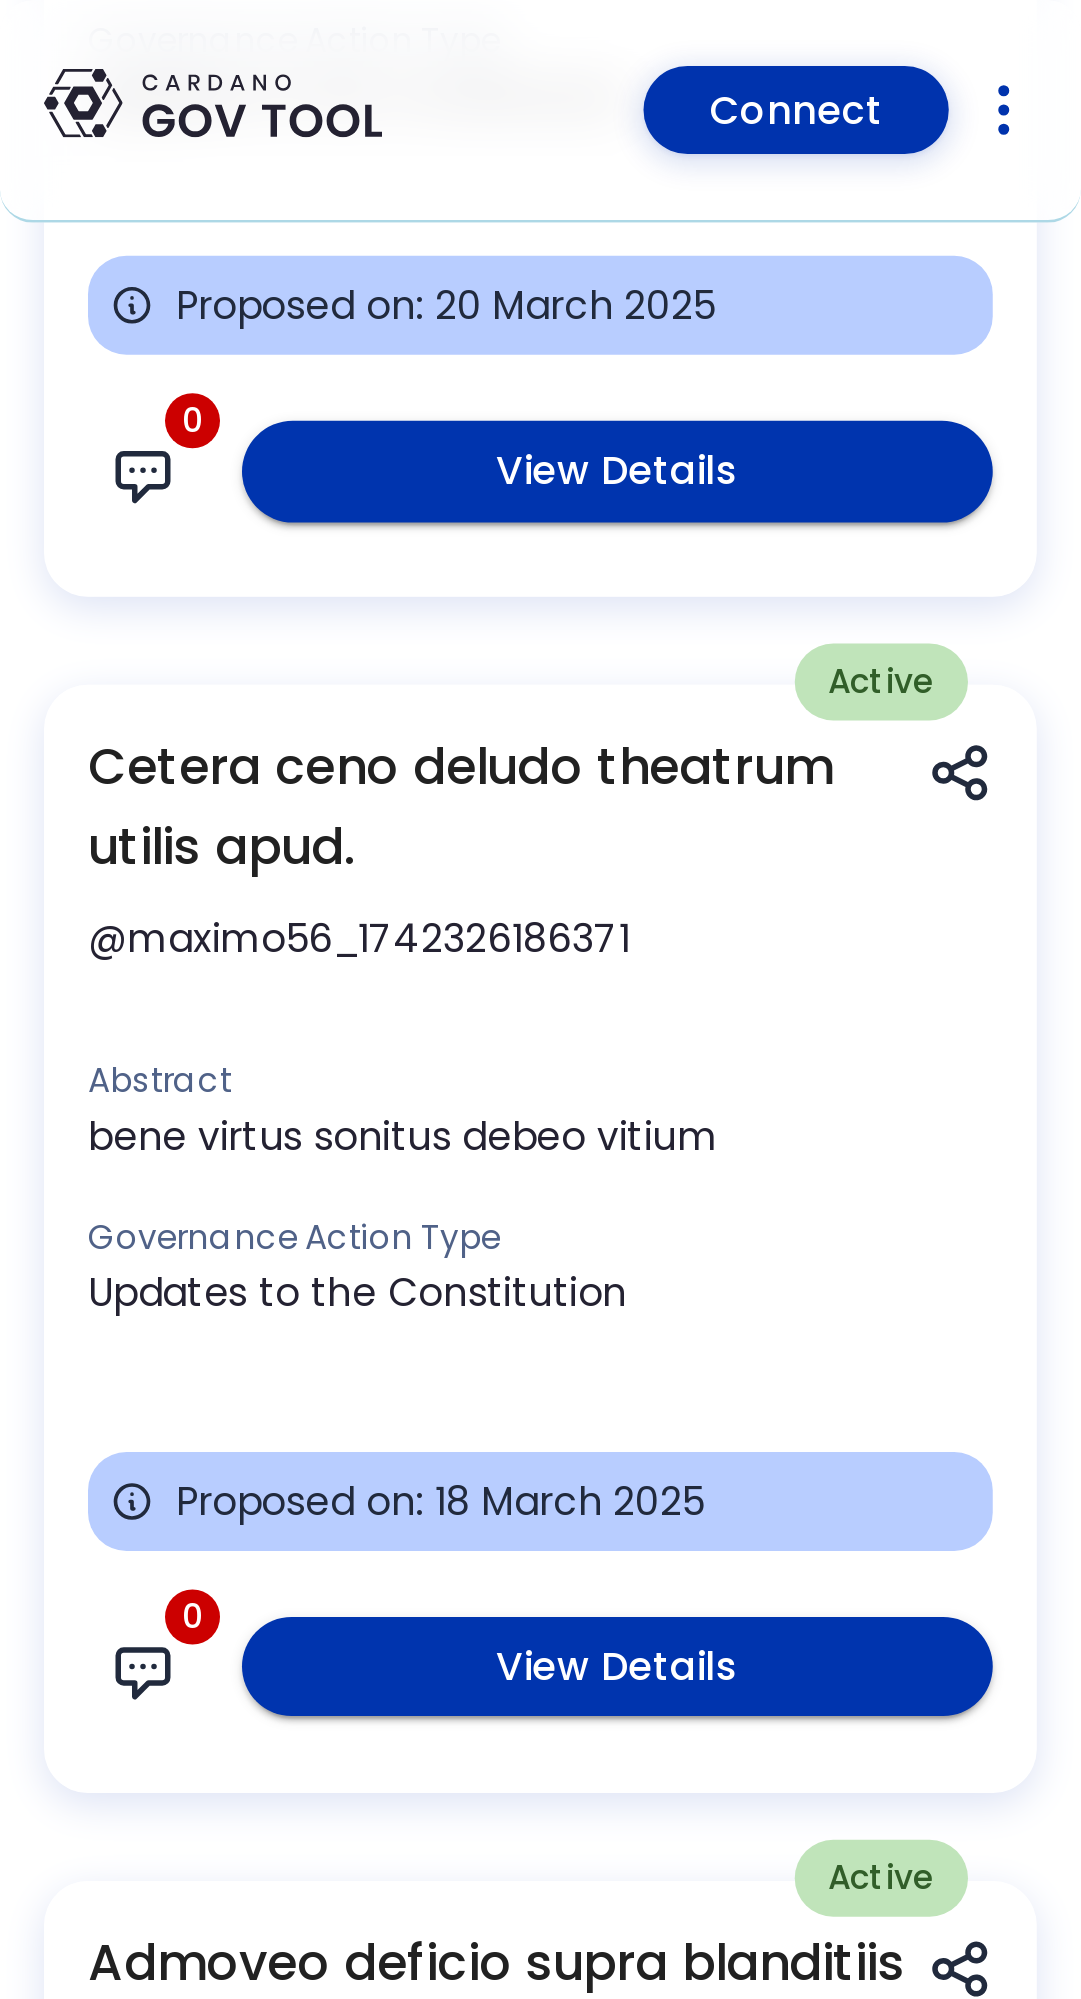 Governance Action Type
CARDANO
GOV TOOL
Connect
Proposed on: 20 March 2025
0
View Details
Active
Cetera ceno deludo theatrum
utilis apud.
@maximo56_1742326186371
Abstract
bene virtus sonitus debeo vitium
Governance Action Type
Updates to the Constitution
Proposed on: 18 March 2025
0
View Details
Active
Admoveo deficio supra blanditiis